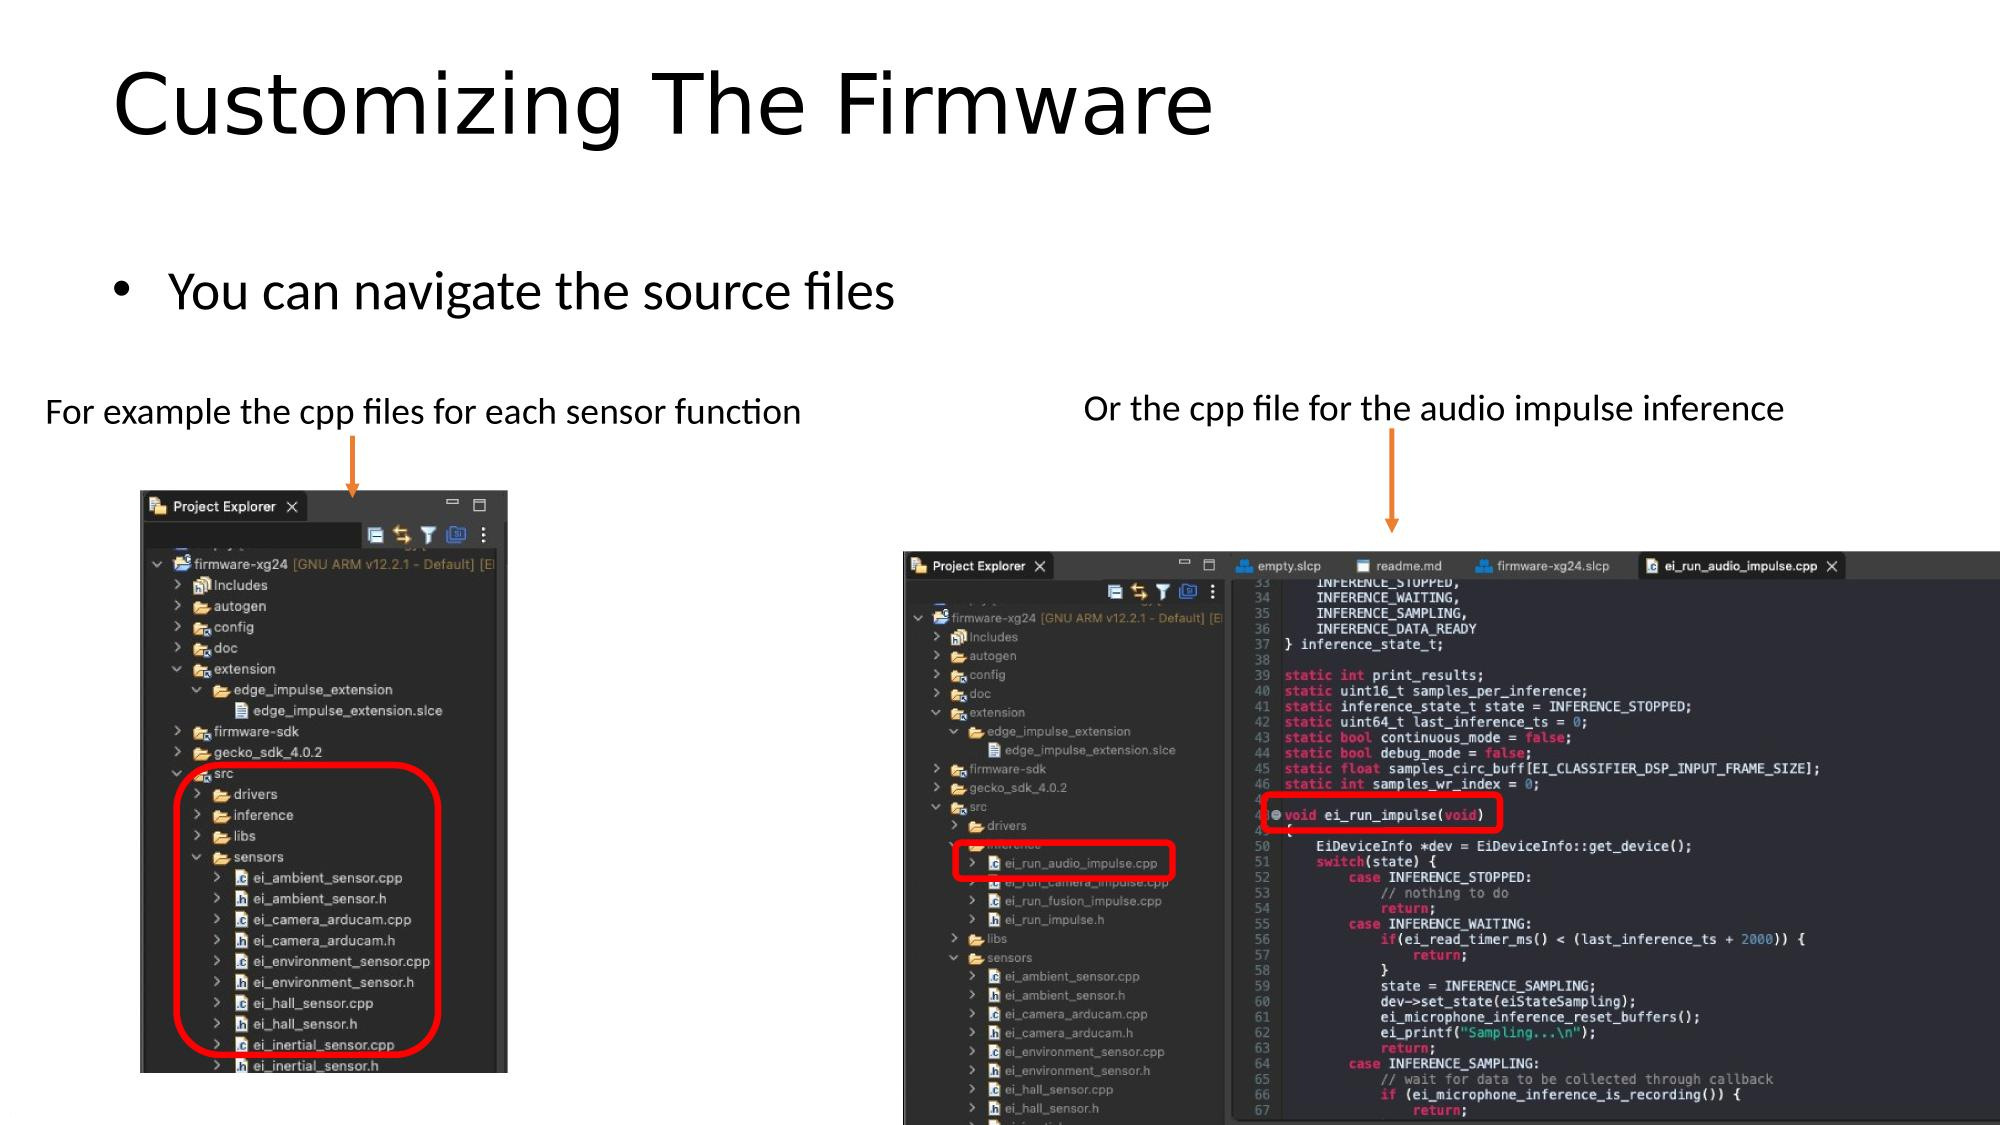 Customizing The Firmware
• You can navigate the source files
For example the cpp files for each sensor function
Project Explorer
firmware-xg24 [GNU ARM v12.2.1 - Default] [E
Includes
autogen
config
doc
extension
edge_impulse_extension
edge_impulse_extension.slce
firmware-sdk
gecko_sdk_4.0.2
src
drivers
inference
libs
sensors
ei_ambient_sensor.cpp
ei_ambient_sensor.h
ei_camera_arducam.cpp
ei_camera_arducam.h
ei_environment_sensor.cpp
ei_environment_sensor.h
ei_hall_sensor.cpp
ei_hall_sensor.h
ei_inertial_sensor.cpp
ei_inertial_sensor.h
Or the cpp file for the audio impulse inference
Project Explorer
firmware-xg24 [GNU ARM v12.2.1 - Default] [E
Includes
autogen
config
doc
extension
edge_impulse_extension
edge_impulse_extension.slce
firmware-sdk
gecko_sdk_4.0.2
src
drivers
inference
ei_run_audio_impulse.cpp
ei_run_camera_impulse.cpp
ei_run_fusion_impulse.cpp
ei_run_impulse.h
libs
sensors
ei_ambient_sensor.cpp
ei_ambient_sensor.h
ei_camera_arducam.cpp
ei_camera_arducam.h
ei_environment_sensor.cpp
ei_environment_sensor.h
ei_hall_sensor.cpp
ei_hall_sensor.h
empty.slcp readme.md firmware-xg24.slcp ei_run_audio_impulse.cpp
33 INFERENCE_STOPPED,
34 INFERENCE_WAITING,
35 INFERENCE_SAMPLING,
36 INFERENCE_DATA_READY
37 } inference_state_t;
38
39 static int print_results;
40 static uint16_t samples_per_inference;
41 static inference_state_t state = INFERENCE_STOPPED;
42 static uint64_t last_inference_ts = 0;
43 static bool continuous_mode = false;
44 static bool debug_mode = false;
45 static float samples_circ_buff[EI_CLASSIFIER_DSP_INPUT_FRAME_SIZE];
46 static int samples_wr_index = 0;
48 void ei_run_impulse(void)
49 {
50 EiDeviceInfo *dev = EiDeviceInfo::get_device();
51 switch(state) {
52 case INFERENCE_STOPPED:
53 // nothing to do
54 return;
55 case INFERENCE_WAITING:
56 if(ei_read_timer_ms() < (last_inference_ts + 2000)) {
57 return;
58 }
59 state = INFERENCE_SAMPLING;
60 dev->set_state(eiStateSampling);
61 ei_microphone_inference_reset_buffers();
62 ei_printf("Sampling...\n");
63 return;
64 case INFERENCE_SAMPLING:
65 // wait for data to be collected through callback
66 if (ei_microphone_inference_is_recording()) {
67 return;